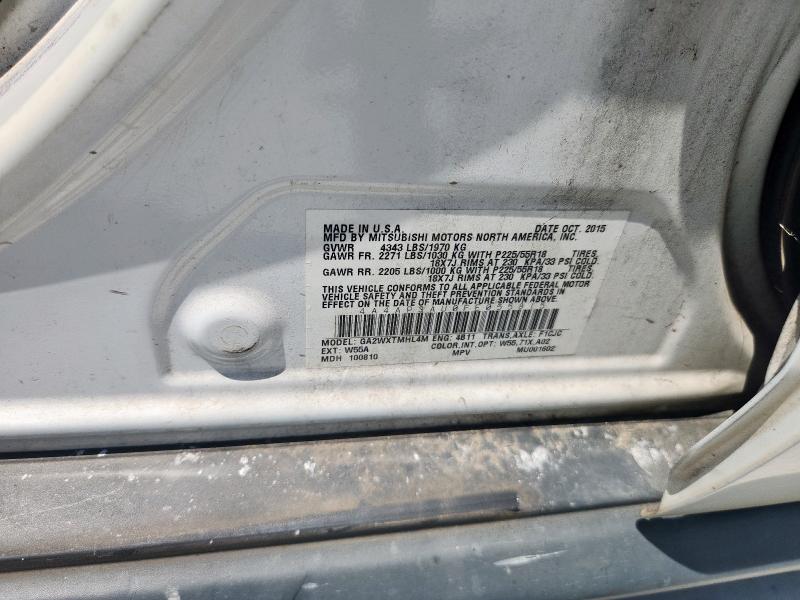 MADE IN U.S.A. DATE OCT. 2015
MFD BY MITSUBISHI MOTORS NORTH AMERICA, INC.
GVWR 4343 LBS/1970 KG
GAWR FR. 2271 LBS/1030 KG WITH P225/55R18 TIRES,
18X7J RIMS AT 230 KPA/33 PSI COLD.
GAWR RR. 2205 LBS/1000 KG WITH P225/55R18 TIRES,
18X7J RIMS AT 230 KPA/33 PSI COLD.
THIS VEHICLE CONFORMS TO ALL APPLICABLE FEDERAL MOTOR
VEHICLE SAFETY AND THEFT PREVENTION STANDARDS IN
EFFECT ON THE DATE OF MANUFACTURE SHOWN ABOVE.
MODEL: GA2WXTMHL4M ENG: 4B11 TRANS.AXLE: F1CJC
EXT: W55A COLOR.INT.OPT: W55.71X.A02
MDH 100810 MPV MU001602